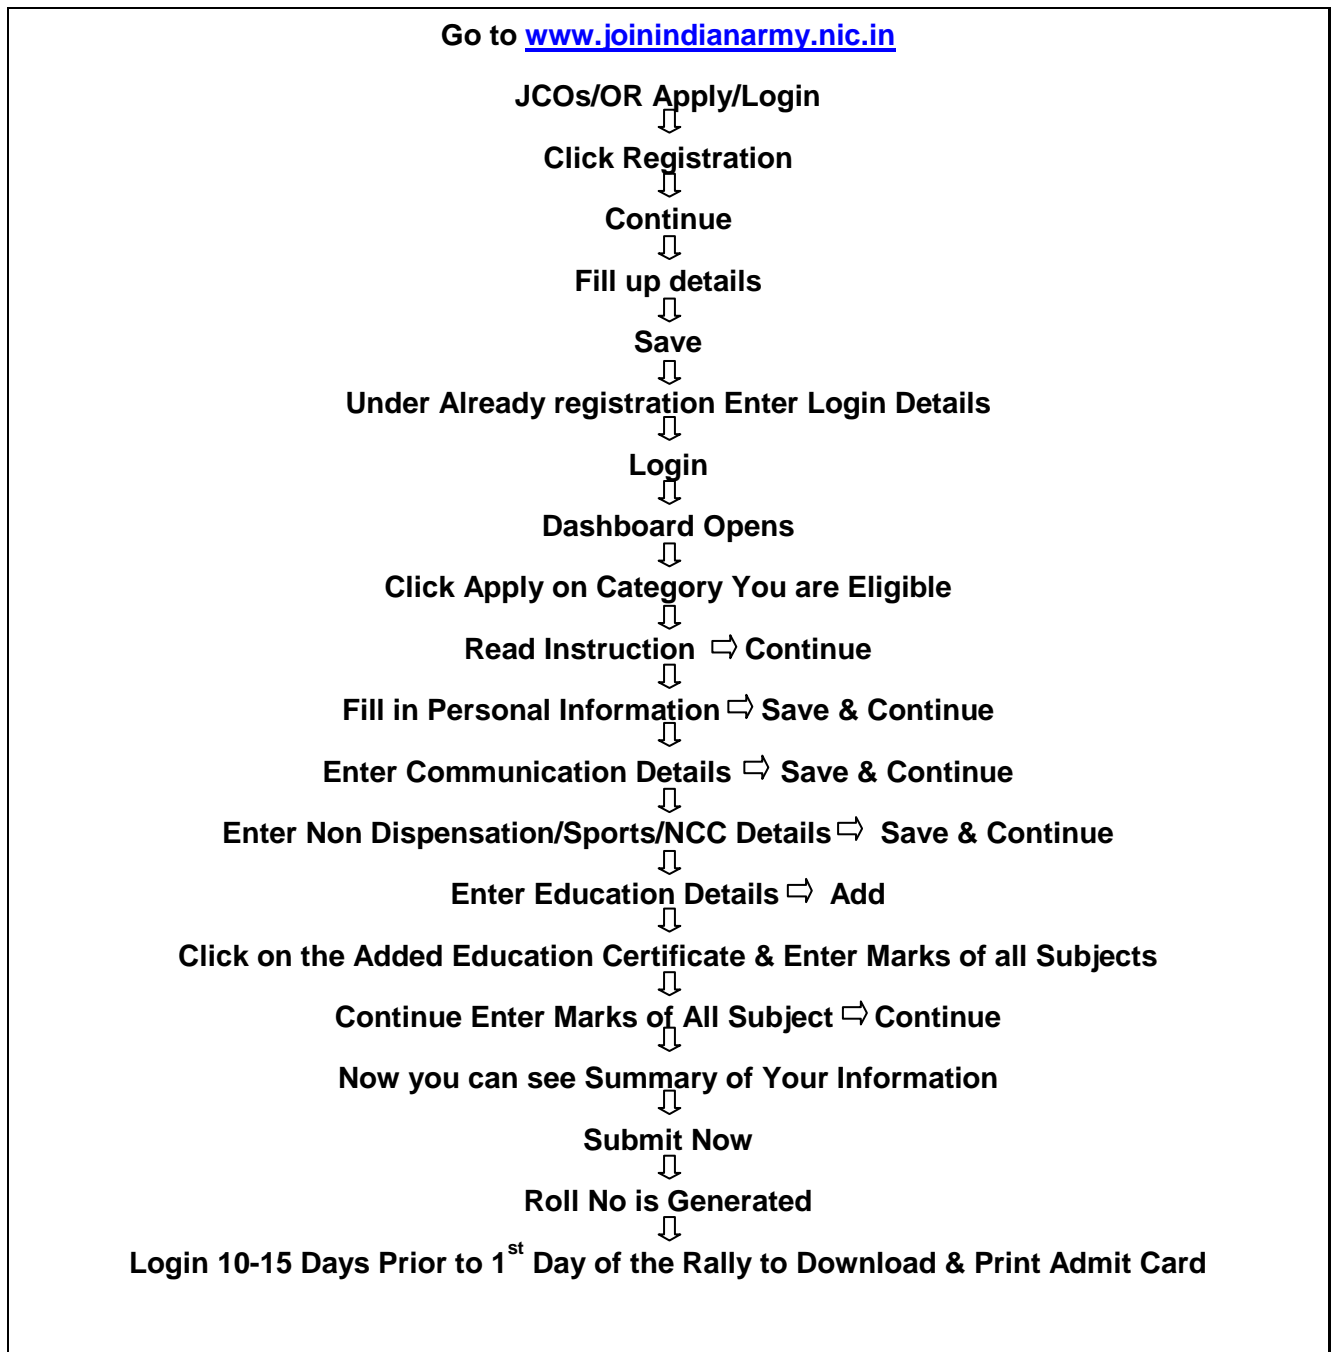 Go to www.joinindianarmy.nic.in
JCOs/OR Apply/Login
⇩
Click Registration
⇩
Continue
⇩
Fill up details
⇩
Save
⇩
Under Already registration Enter Login Details
⇩
Login
⇩
Dashboard Opens
⇩
Click Apply on Category You are Eligible
⇩
Read Instruction ⇨ Continue
⇩
Fill in Personal Information ⇨ Save & Continue
⇩
Enter Communication Details ⇨ Save & Continue
⇩
Enter Non Dispensation/Sports/NCC Details ⇨ Save & Continue
⇩
Enter Education Details ⇨ Add
⇩
Click on the Added Education Certificate & Enter Marks of all Subjects
⇩
Continue Enter Marks of All Subject ⇨ Continue
⇩
Now you can see Summary of Your Information
⇩
Submit Now
⇩
Roll No is Generated
⇩
Login 10-15 Days Prior to 1st Day of the Rally to Download & Print Admit Card